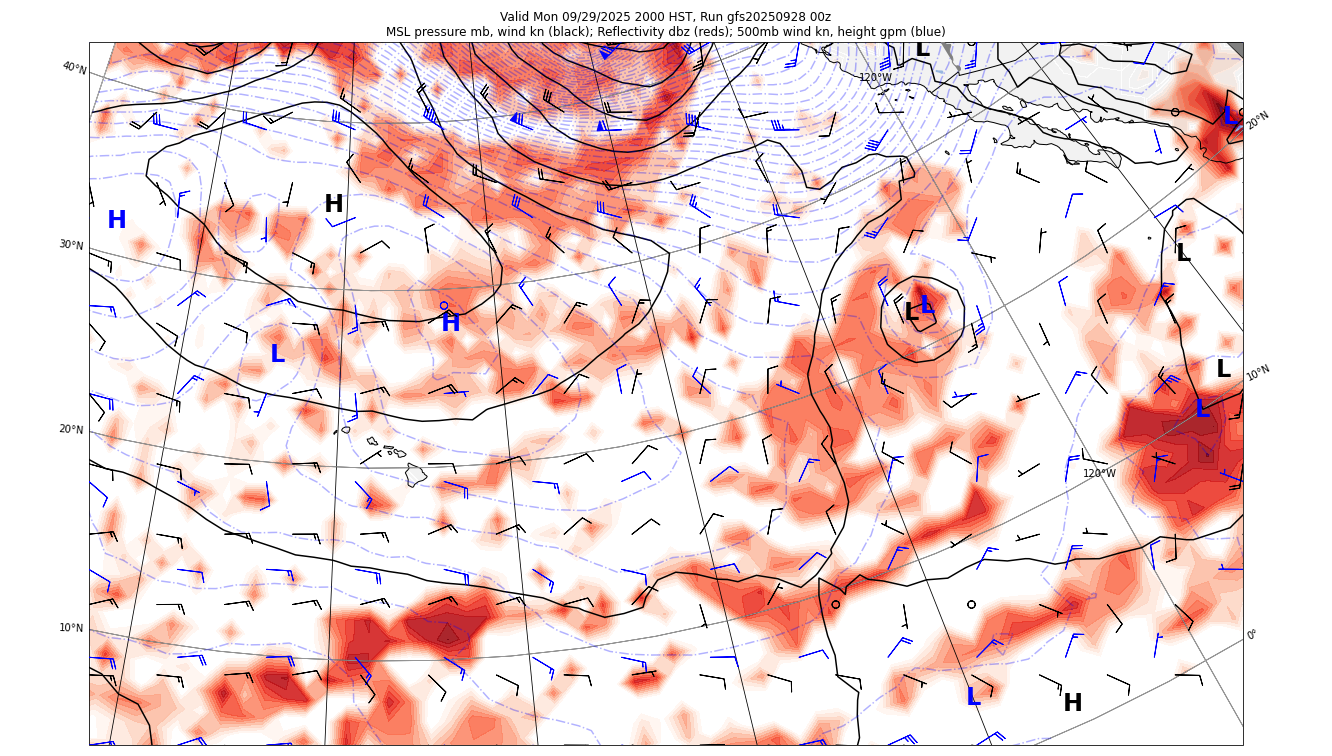 Valid Mon 09/29/2025 2000 HST, Run gfs20250928 00z
MSL pressure mb, wind kn (black); Reflectivity dbz (reds); 500mb wind kn, height gpm (blue)
L
40°N
120°W
L
20°N
H
H
30°N
L
L
L
H
L
L
10°N
L
20°N
120°W
10°N
0°
L
H